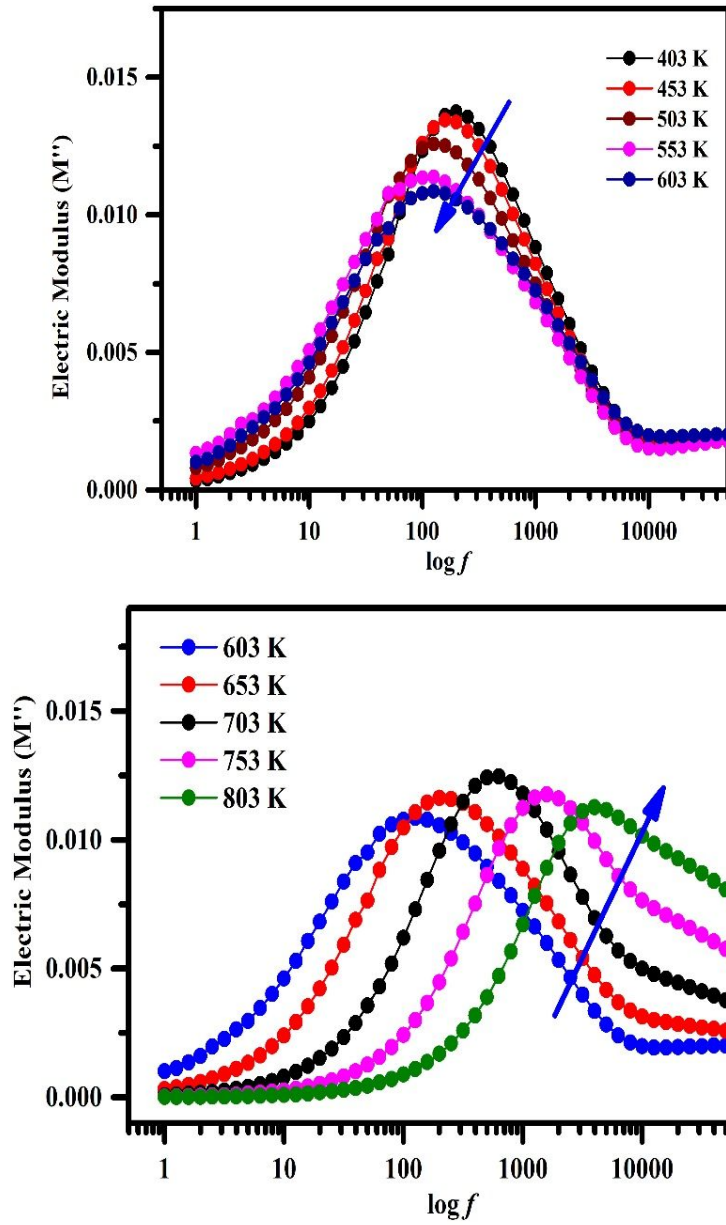 Electric Modulus (M'')
0.015
0.010
0.005
0.000
403 K
453 K
503 K
553 K
603 K
1 10 100 1000 10000
log f
Electric Modulus (M'')
0.015
0.010
0.005
0.000
603 K
653 K
703 K
753 K
803 K
1 10 100 1000 10000
log f